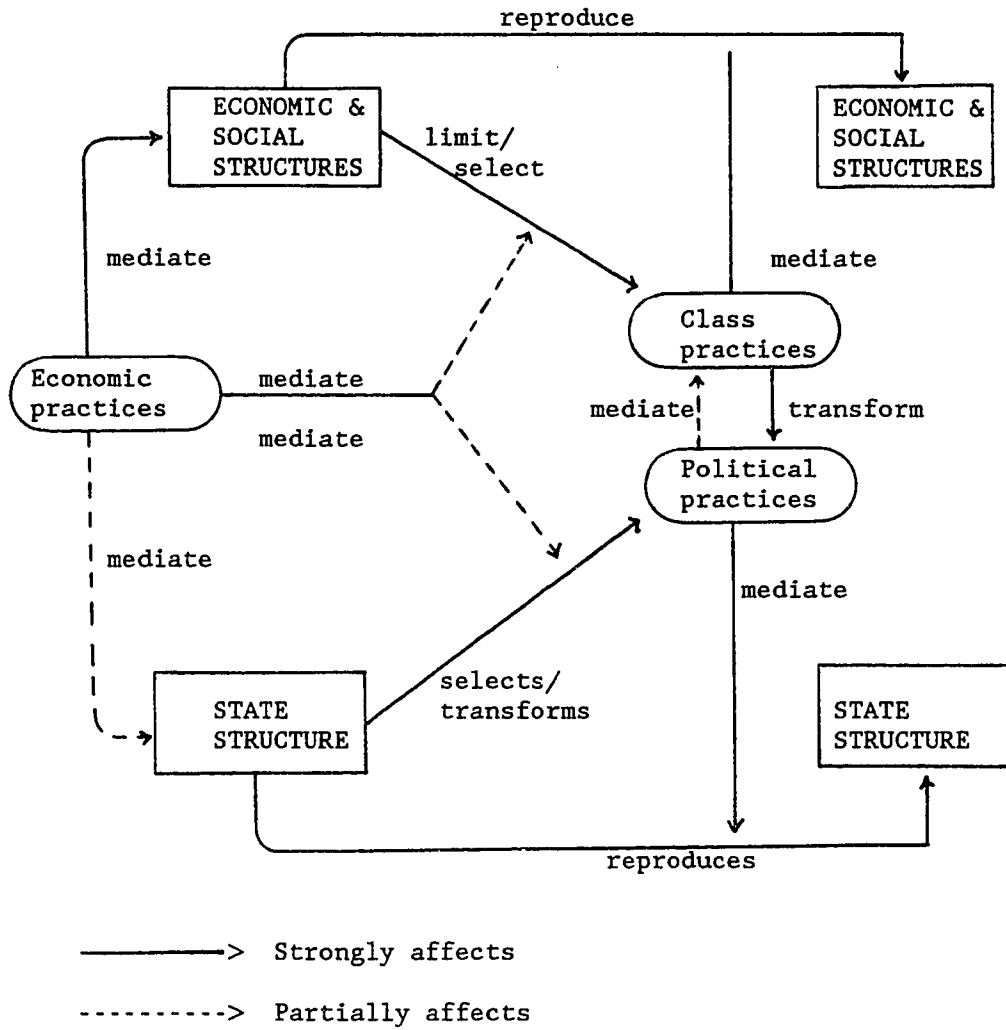 reproduce
ECONOMIC &
SOCIAL
STRUCTURES
limit/
select
ECONOMIC &
SOCIAL
STRUCTURES
mediate
mediate
Class
practices
Economic
practices
mediate
mediate
mediate
transform
Political
practices
mediate
mediate
selects/
transforms
STATE
STRUCTURE
STATE
STRUCTURE
reproduces
Strongly affects
Partially affects